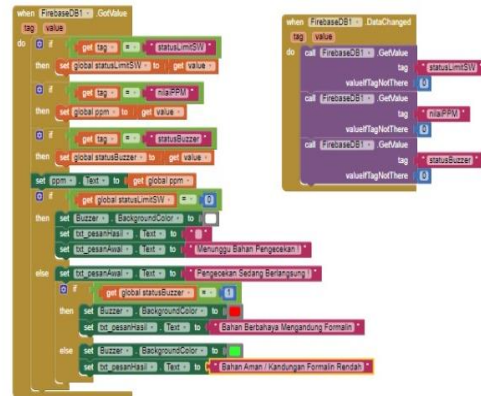 when FirebaseDB1 .GotValue
tag value
do if get tag = "statusLimitSW"
then set global statusLimitSW to get value
if get tag = "nilaiPPM"
then set global ppm to get value
if get tag = "statusBuzzer"
then set global statusBuzzer to get value
set ppm . Text to get global ppm
if get global statusLimitSW = 0
then set Buzzer . BackgroundColor to
set txt_pesanHasil . Text to " "
set txt_pesanAwal . Text to "Menunggu Bahan Pengecekan !"
else set txt_pesanAwal . Text to "Pengecekan Sedang Berlangsung !"
if get global statusBuzzer = 1
then set Buzzer . BackgroundColor to
set txt_pesanHasil . Text to "Bahan Berbahaya Mengandung Formalin"
else set Buzzer . BackgroundColor to
set txt_pesanHasil . Text to "Bahan Aman / Kandungan Formalin Rendah"
when FirebaseDB1 .DataChanged
tag value
do call FirebaseDB1 .GetValue
tag "statusLimitSW"
valueIfTagNotThere 0
call FirebaseDB1 .GetValue
tag "nilaiPPM"
valueIfTagNotThere 0
call FirebaseDB1 .GetValue
tag "statusBuzzer"
valueIfTagNotThere 0